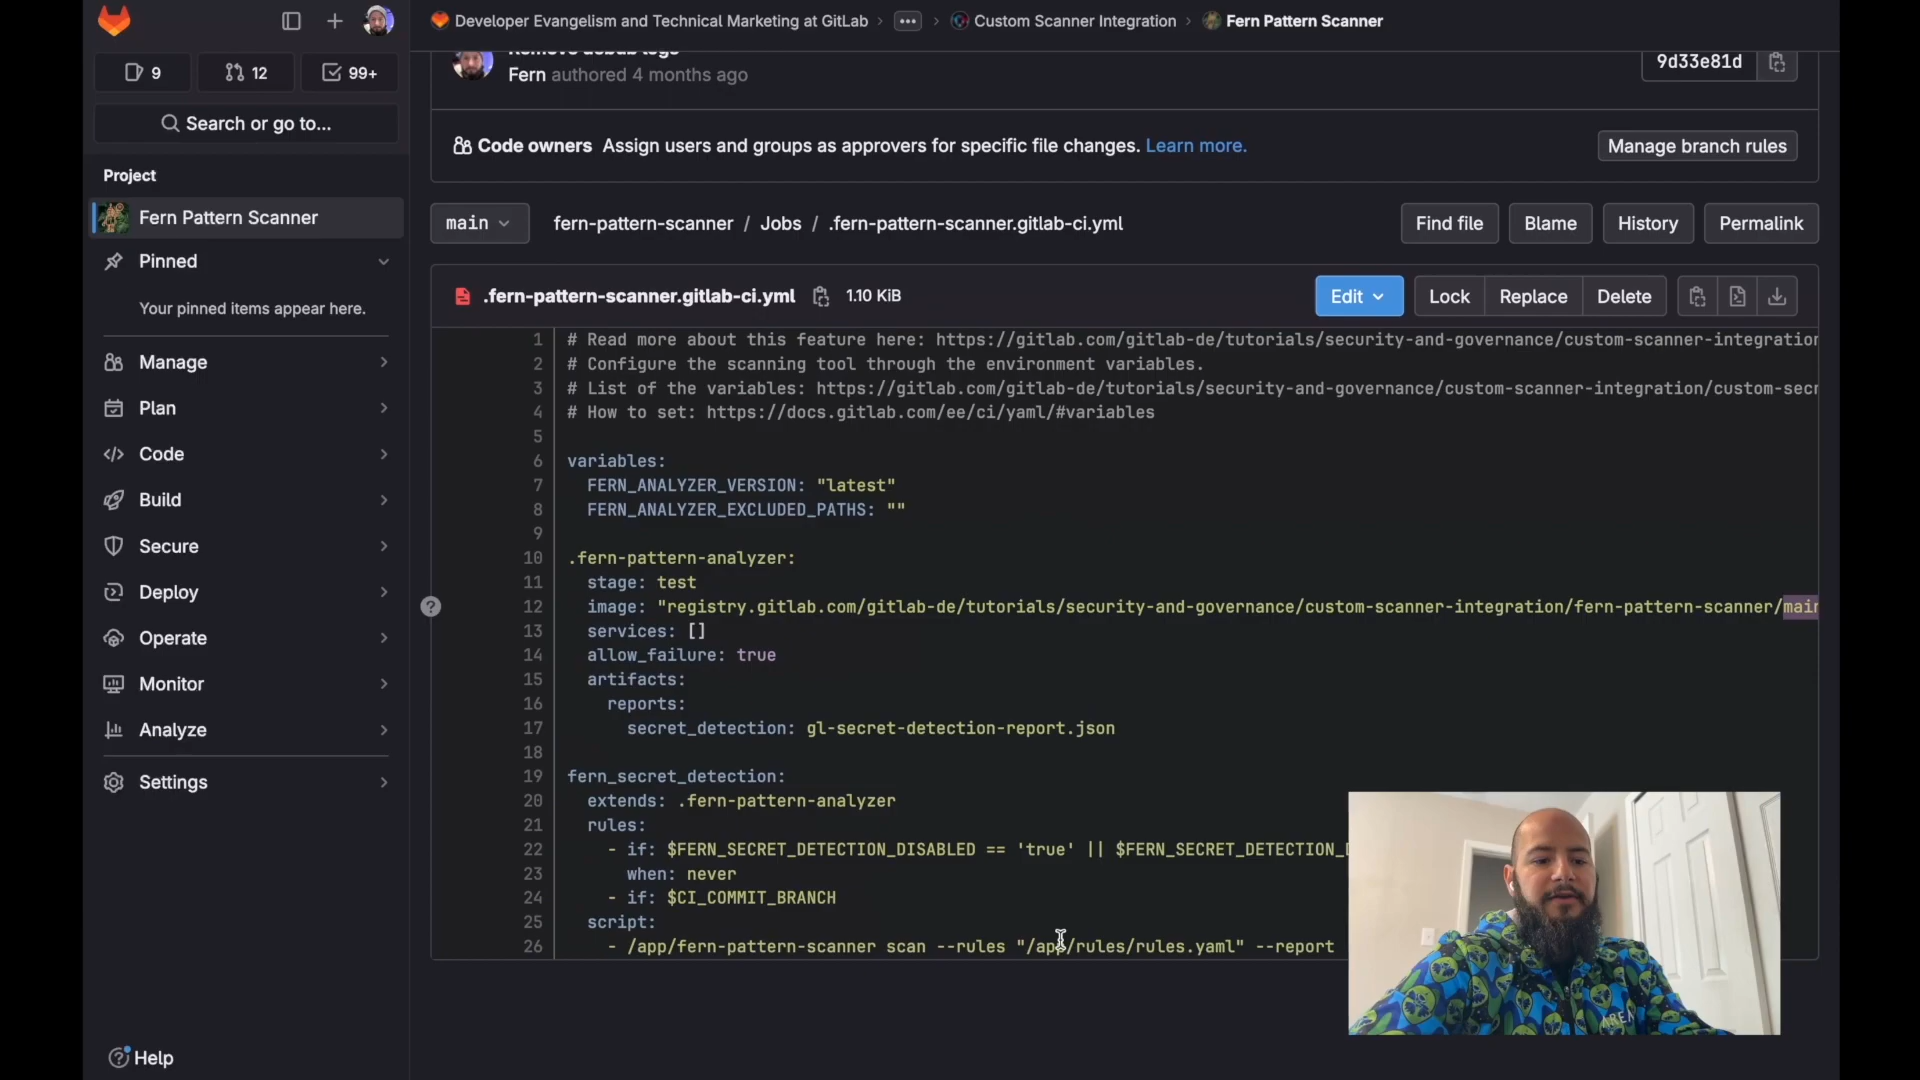 Developer Evangelism and Technical Marketing at GitLab > ... > Custom Scanner Integration > Fern Pattern Scanner
9
12
99+
Search or go to...
Project
Fern Pattern Scanner
Pinned
Your pinned items appear here.
Manage
Plan
Code
Build
Secure
Deploy
Operate
Monitor
Analyze
Settings
Help
Remove debub logs
Fern authored 4 months ago
9d33e81d
Code owners Assign users and groups as approvers for specific file changes. Learn more.
Manage branch rules
main
fern-pattern-scanner / Jobs / .fern-pattern-scanner.gitlab-ci.yml
Find file
Blame
History
Permalink
.fern-pattern-scanner.gitlab-ci.yml 1.10 KiB
Edit
Lock
Replace
Delete
1 # Read more about this feature here: https://gitlab.com/gitlab-de/tutorials/security-and-governance/custom-scanner-integration
2 # Configure the scanning tool through the environment variables.
3 # List of the variables: https://gitlab.com/gitlab-de/tutorials/security-and-governance/custom-scanner-integration/custom-secr
4 # How to set: https://docs.gitlab.com/ee/ci/yaml/#variables
5
6 variables:
7 FERN_ANALYZER_VERSION: "latest"
8 FERN_ANALYZER_EXCLUDED_PATHS: ""
9
10 .fern-pattern-analyzer:
11 stage: test
12 image: "registry.gitlab.com/gitlab-de/tutorials/security-and-governance/custom-scanner-integration/fern-pattern-scanner/main
13 services: []
14 allow_failure: true
15 artifacts:
16 reports:
17 secret_detection: gl-secret-detection-report.json
18
19 fern_secret_detection:
20 extends: .fern-pattern-analyzer
21 rules:
22 - if: $FERN_SECRET_DETECTION_DISABLED == 'true' || $FERN_SECRET_DETECTION_D
23 when: never
24 - if: $CI_COMMIT_BRANCH
25 script:
26 - /app/fern-pattern-scanner scan --rules "/app/rules/rules.yaml" --report
AREA